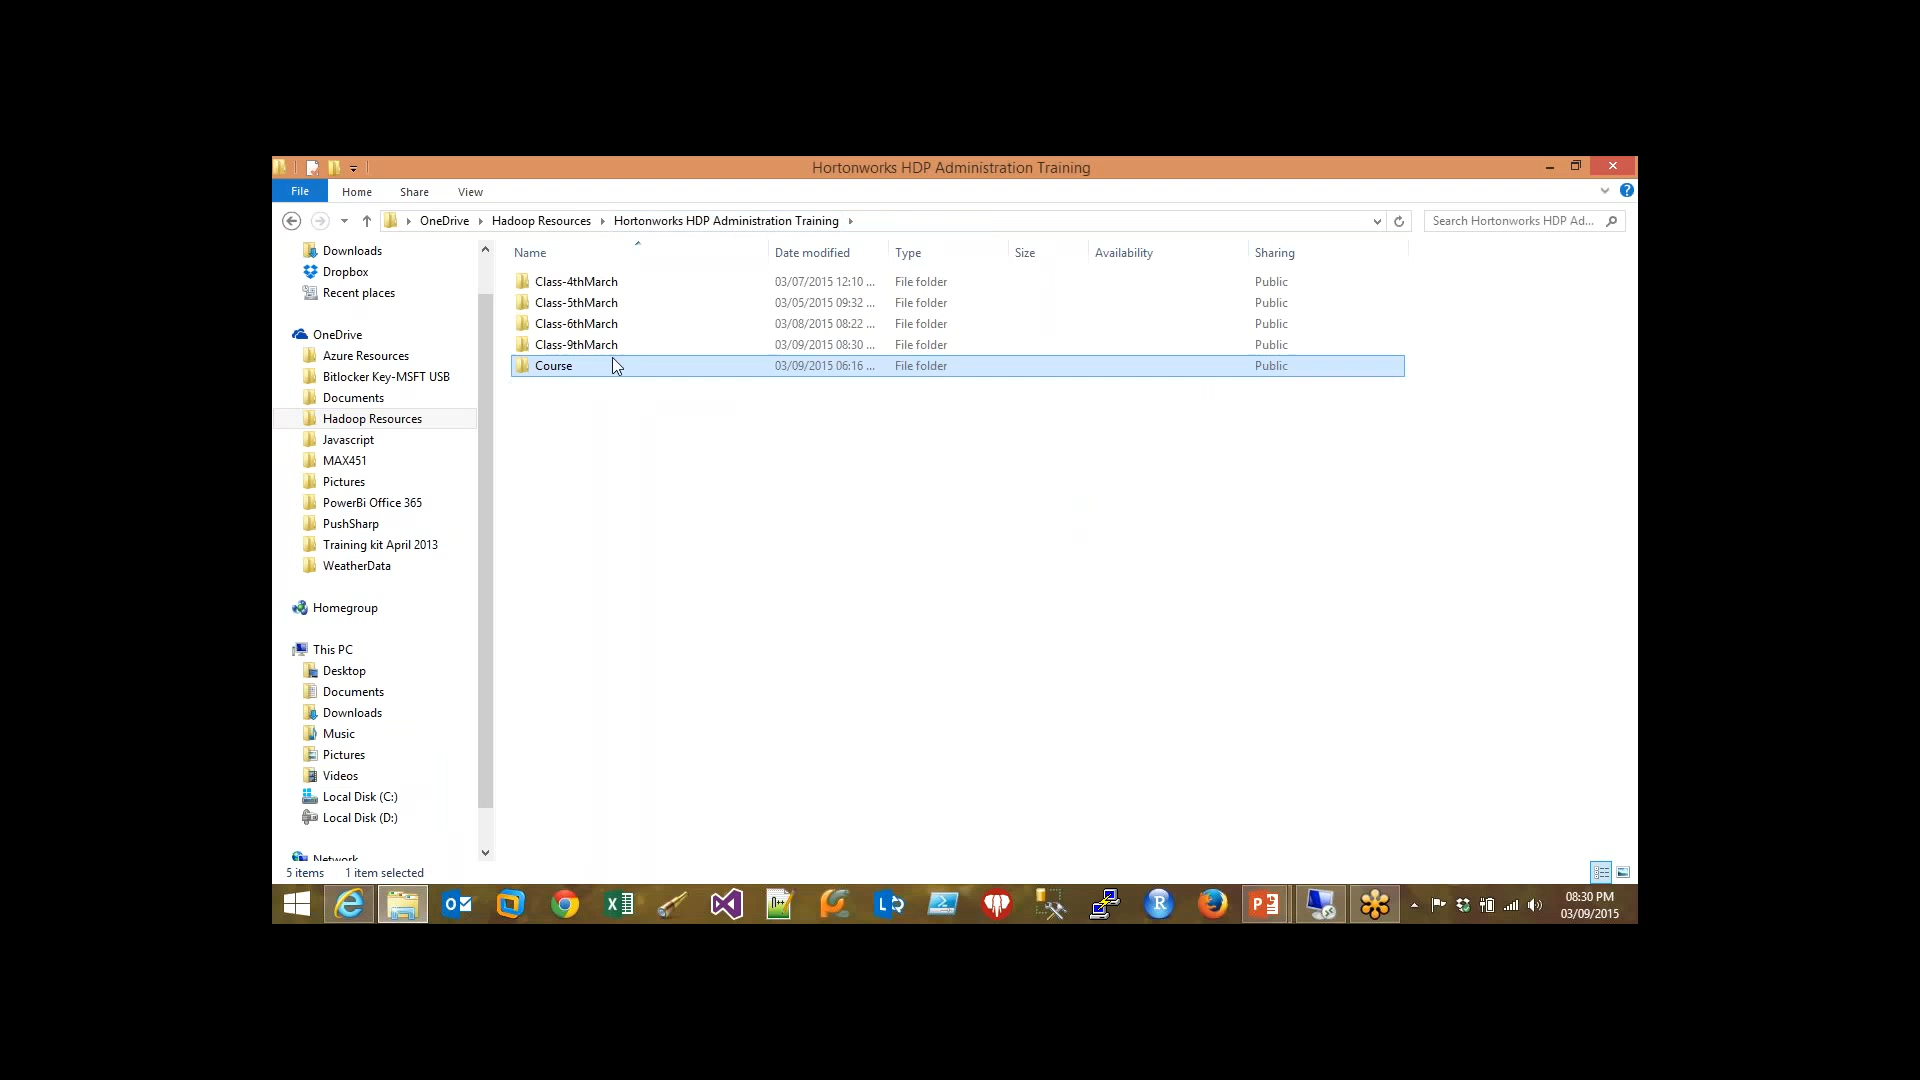 Hortonworks HDP Administration Training
File Home Share View
OneDrive Hadoop Resources Hortonworks HDP Administration Training
Search Hortonworks HDP Ad...
Name Date modified Type Size Availability Sharing
Class-4thMarch 03/07/2015 12:10 ... File folder Public
Class-5thMarch 03/05/2015 09:32 ... File folder Public
Class-6thMarch 03/08/2015 08:22 ... File folder Public
Class-9thMarch 03/09/2015 08:30 ... File folder Public
Course 03/09/2015 06:16 ... File folder Public
Downloads
Dropbox
Recent places
OneDrive
Azure Resources
Bitlocker Key-MSFT USB
Documents
Hadoop Resources
Javascript
MAX451
Pictures
PowerBi Office 365
PushSharp
Training kit April 2013
WeatherData
Homegroup
This PC
Desktop
Documents
Downloads
Music
Pictures
Videos
Local Disk (C:)
Local Disk (D:)
Network
5 items 1 item selected
08:30 PM
03/09/2015